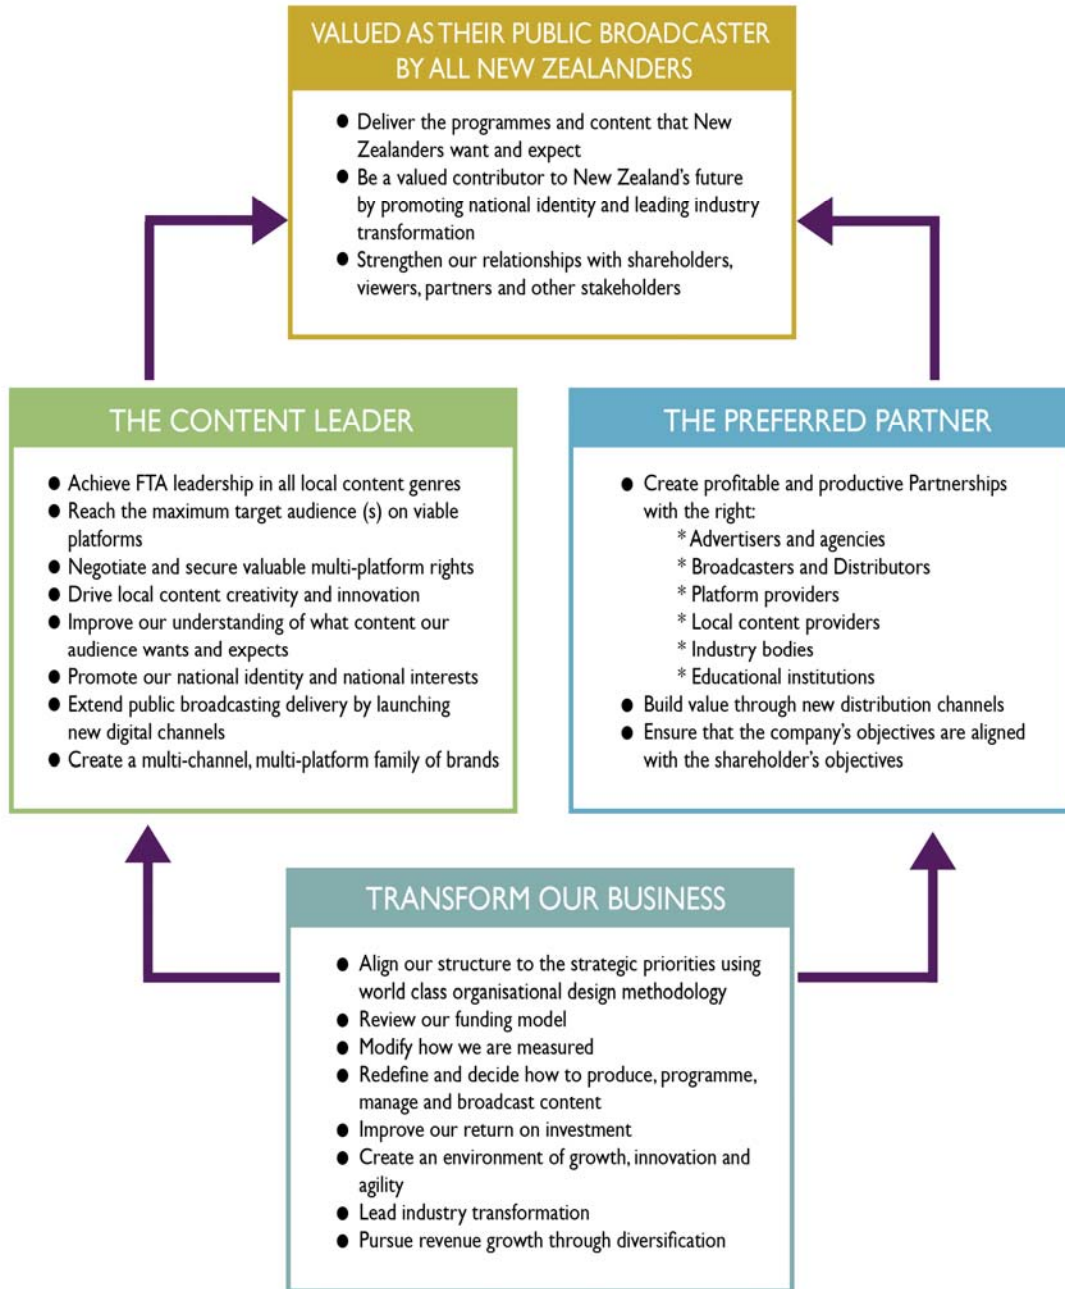 VALUED AS THEIR PUBLIC BROADCASTER
BY ALL NEW ZEALANDERS
● Deliver the programmes and content that New
Zealanders want and expect
● Be a valued contributor to New Zealand's future
by promoting national identity and leading industry
transformation
● Strengthen our relationships with shareholders,
viewers, partners and other stakeholders
THE CONTENT LEADER
● Achieve FTA leadership in all local content genres
● Reach the maximum target audience (s) on viable
platforms
● Negotiate and secure valuable multi-platform rights
● Drive local content creativity and innovation
● Improve our understanding of what content our
audience wants and expects
● Promote our national identity and national interests
● Extend public broadcasting delivery by launching
new digital channels
● Create a multi-channel, multi-platform family of brands
THE PREFERRED PARTNER
● Create profitable and productive Partnerships
with the right:
* Advertisers and agencies
* Broadcasters and Distributors
* Platform providers
* Local content providers
* Industry bodies
* Educational institutions
● Build value through new distribution channels
● Ensure that the company's objectives are aligned
with the shareholder's objectives
TRANSFORM OUR BUSINESS
● Align our structure to the strategic priorities using
world class organisational design methodology
● Review our funding model
● Modify how we are measured
● Redefine and decide how to produce, programme,
manage and broadcast content
● Improve our return on investment
● Create an environment of growth, innovation and
agility
● Lead industry transformation
● Pursue revenue growth through diversification